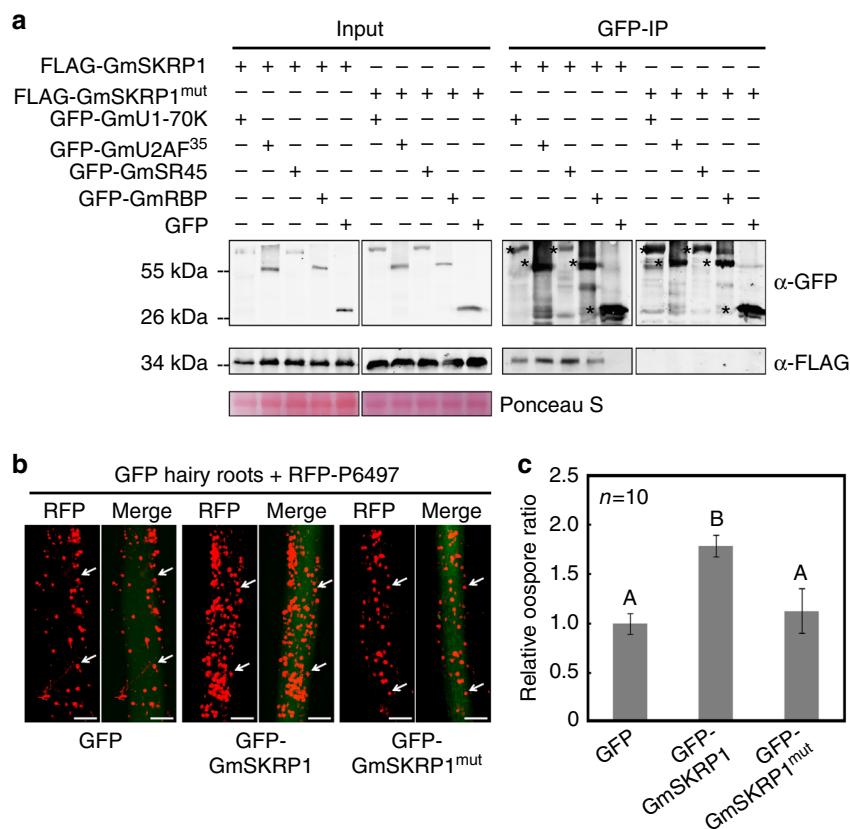 a
Input GFP-IP
FLAG-GmSKRP1 + + + + + – – – – – + + + + + – – – – –
FLAG-GmSKRP1mut – – – – – + + + + + – – – – – + + + + +
GFP-GmU1-70K + – – – – + – – – – + – – – – + – – – –
GFP-GmU2AF35 – + – – – – + – – – – + – – – – + – – –
GFP-GmSR45 – – + – – – – + – – – – + – – – – + – –
GFP-GmRBP – – – + – – – – + – – – – + – – – – + –
GFP – – – – + – – – – + – – – – + – – – – +
55 kDa
26 kDa
α-GFP
* * * * * * * * * *
34 kDa
α-FLAG
Ponceau S
b
GFP hairy roots + RFP-P6497
RFP Merge RFP Merge RFP Merge
GFP
GFP-
GmSKRP1
GFP-
GmSKRP1mut
c
Relative oospore ratio
2.5
2.0
1.5
1.0
0.5
0
n=10
A
B
A
GFP
GFP-
GmSKRP1
GFP-
GmSKRP1mut